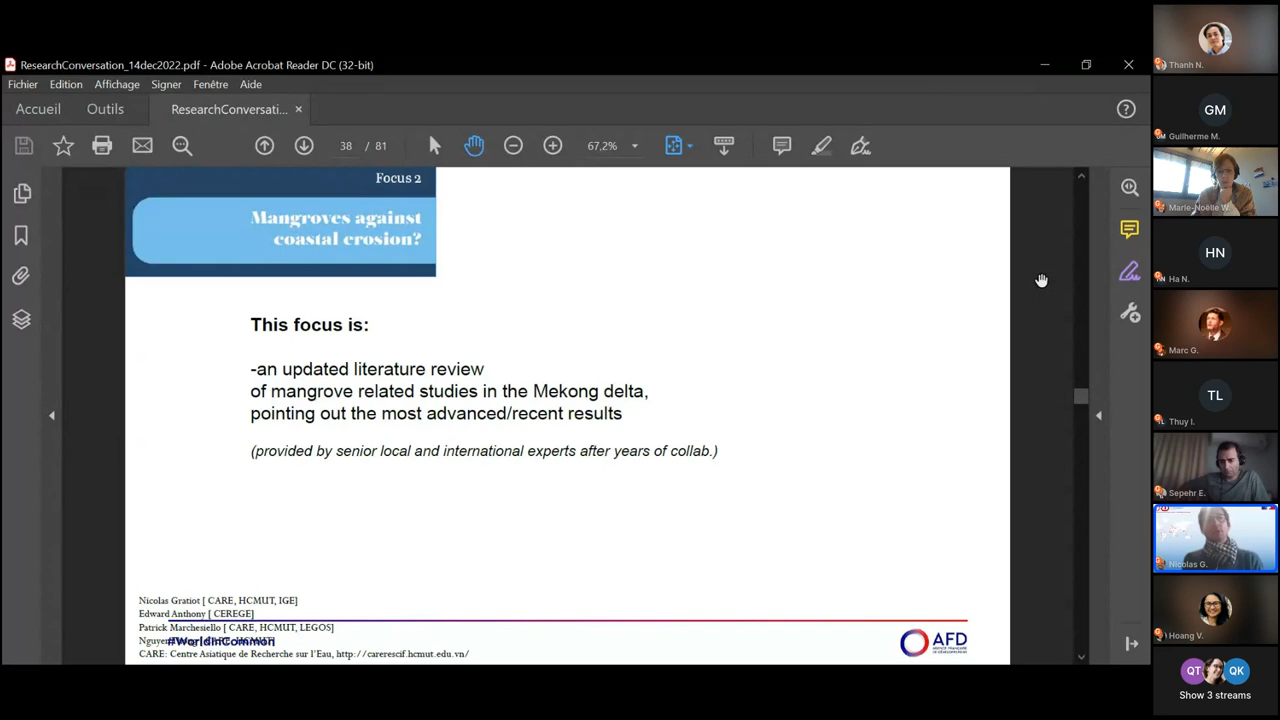 ResearchConversation_14dec2022.pdf - Adobe Acrobat Reader DC (32-bit)
Fichier Edition Affichage Signer Fenêtre Aide
Accueil Outils ResearchConversati... ×
38 / 81 67,2%
Focus 2
Mangroves against
coastal erosion?
This focus is:
-an updated literature review
of mangrove related studies in the Mekong delta,
pointing out the most advanced/recent results
(provided by senior local and international experts after years of collab.)
Nicolas Gratiot [ CARE, HCMUT, IGE]
Edward Anthony [ CEREGE]
Patrick Marchesiello [ CARE, HCMUT, LEGOS]
#WorldInCommon
CARE: Centre Asiatique de Recherche sur l'Eau, http://carerescif.hcmut.edu.vn/
AFD
Thanh N.
GM
Guilherme M.
Marie-Noëlle W.
HN
Ha N.
Marc G.
TL
Thuy l.
Sepehr E.
Nicolas G.
Hoang V.
QT QK
Show 3 streams